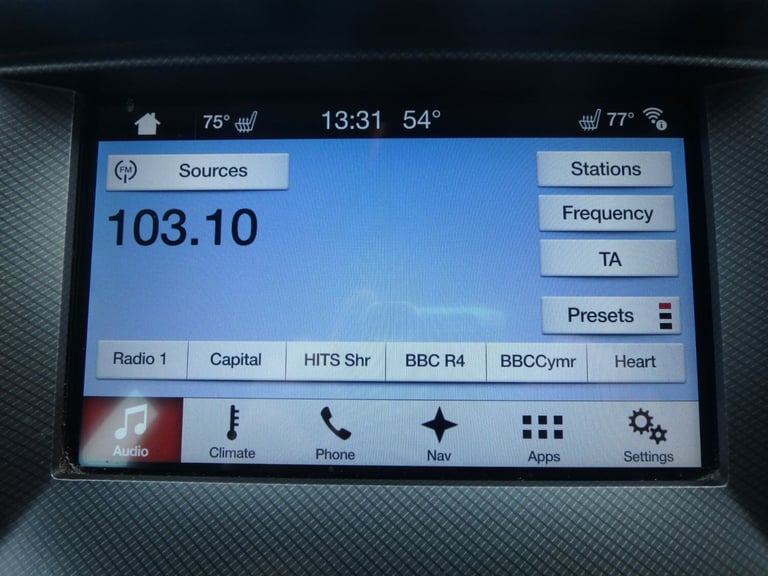 75° 13:31 54° 77°
FM Sources
Stations
103.10
Frequency
TA
Presets
Radio 1 Capital HITS Shr BBC R4 BBCCymr Heart
Audio Climate Phone Nav Apps Settings